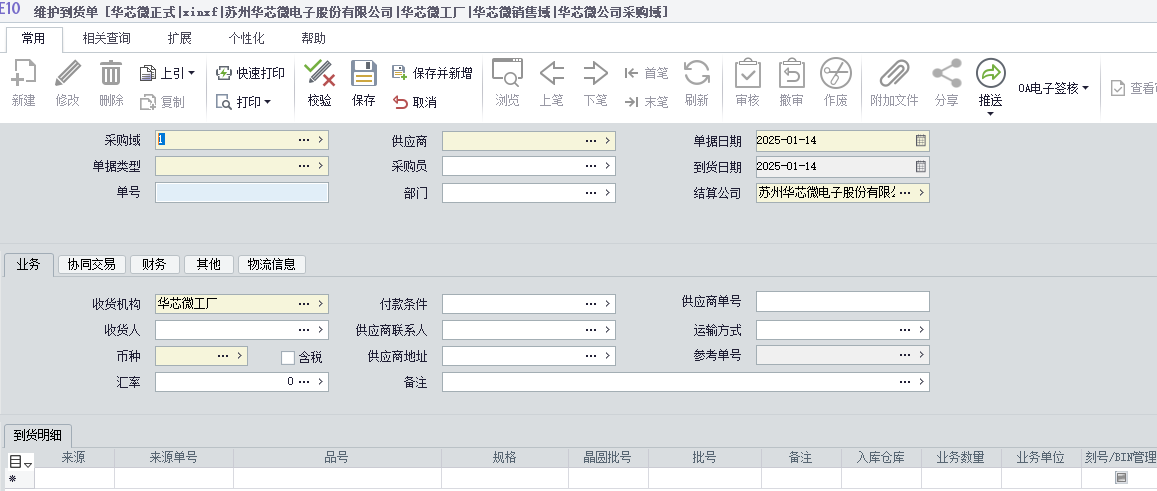 E10 维护到货单 [华芯微正式|xinxf|苏州华芯微电子股份有限公司|华芯微工厂|华芯微销售域|华芯微公司采购域]
常用 相关查询 扩展 个性化 帮助
上引 快速打印 保存并新增 首笔
新建 修改 删除 复制 打印 校验 保存 取消 浏览 上笔 下笔 末笔 刷新 审核 撤审 作废 附加文件 分享 推送 OA电子签核 查看
采购域 1 供应商 单据日期 2025-01-14
单据类型 采购员 到货日期 2025-01-14
单号 部门 结算公司 苏州华芯微电子股份有限
业务 协同交易 财务 其他 物流信息
收货机构 华芯微工厂 付款条件 供应商单号
收货人 供应商联系人 运输方式
币种 含税 供应商地址 参考单号
汇率 0 备注
到货明细
来源 来源单号 品号 规格 晶圆批号 批号 备注 入库仓库 业务数量 业务单位 刻号/BIN管理